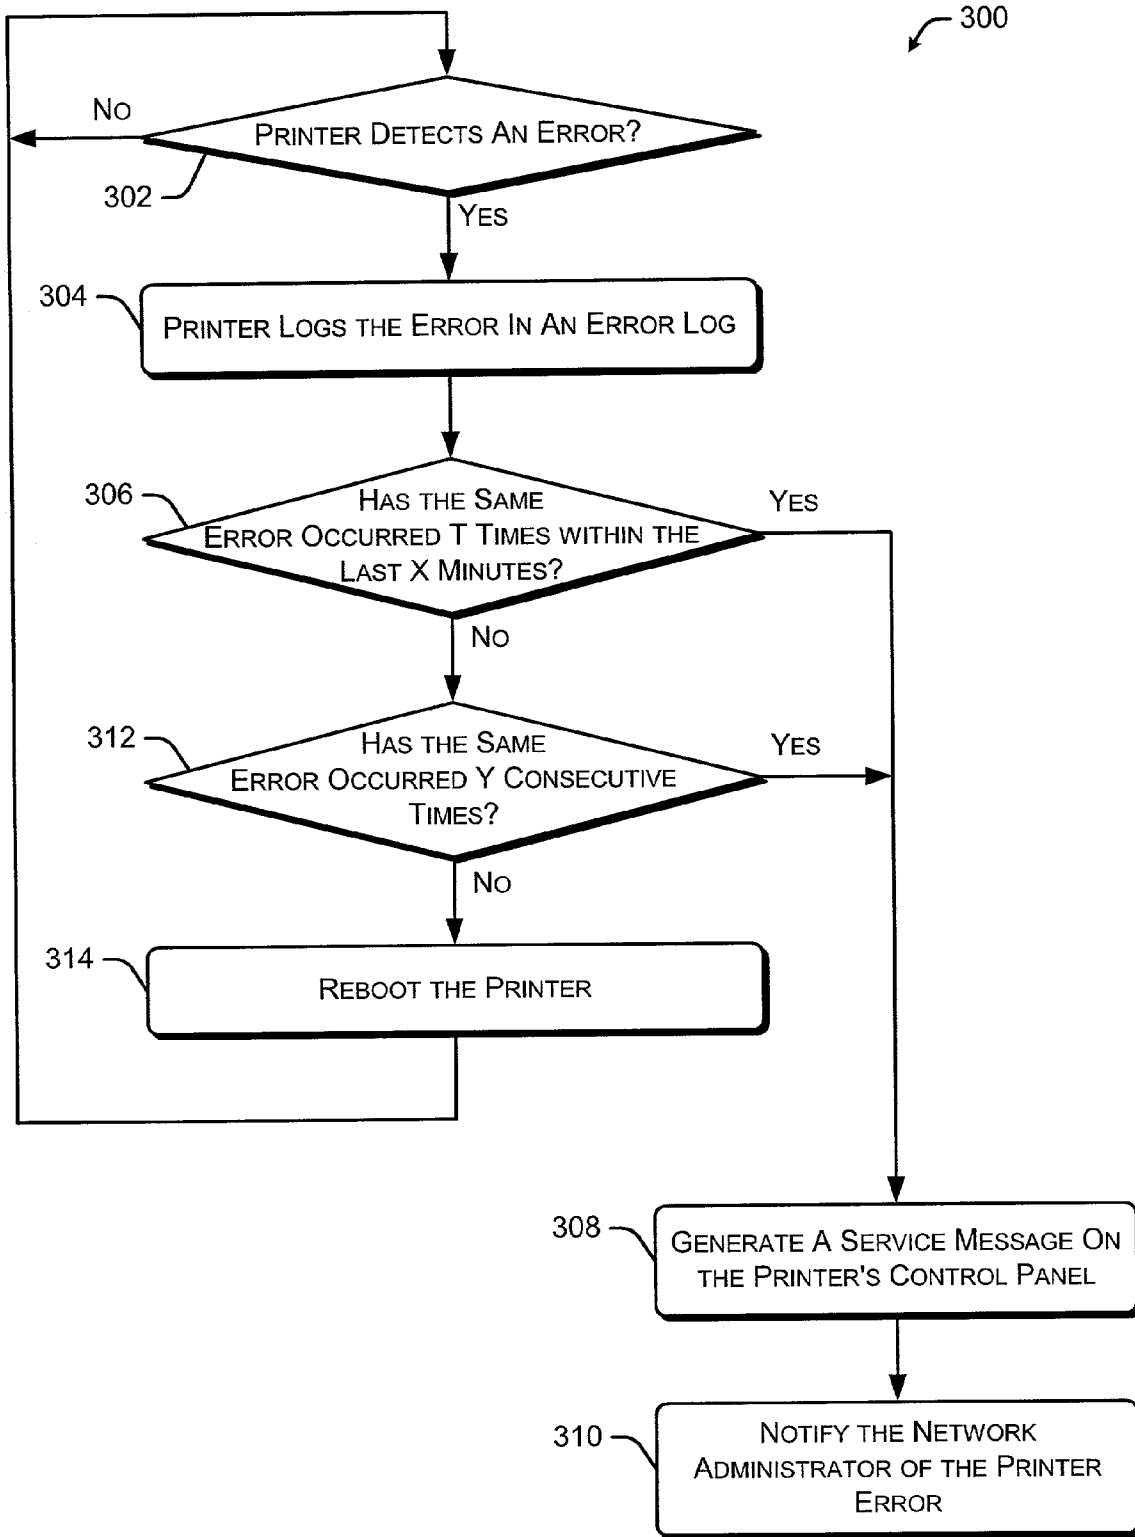 300
NO
PRINTER DETECTS AN ERROR?
302
YES
304
PRINTER LOGS THE ERROR IN AN ERROR LOG
306
HAS THE SAME
ERROR OCCURRED T TIMES WITHIN THE
LAST X MINUTES?
YES
NO
312
HAS THE SAME
ERROR OCCURRED Y CONSECUTIVE
TIMES?
YES
NO
314
REBOOT THE PRINTER
308
GENERATE A SERVICE MESSAGE ON
THE PRINTER'S CONTROL PANEL
310
NOTIFY THE NETWORK
ADMINISTRATOR OF THE PRINTER
ERROR